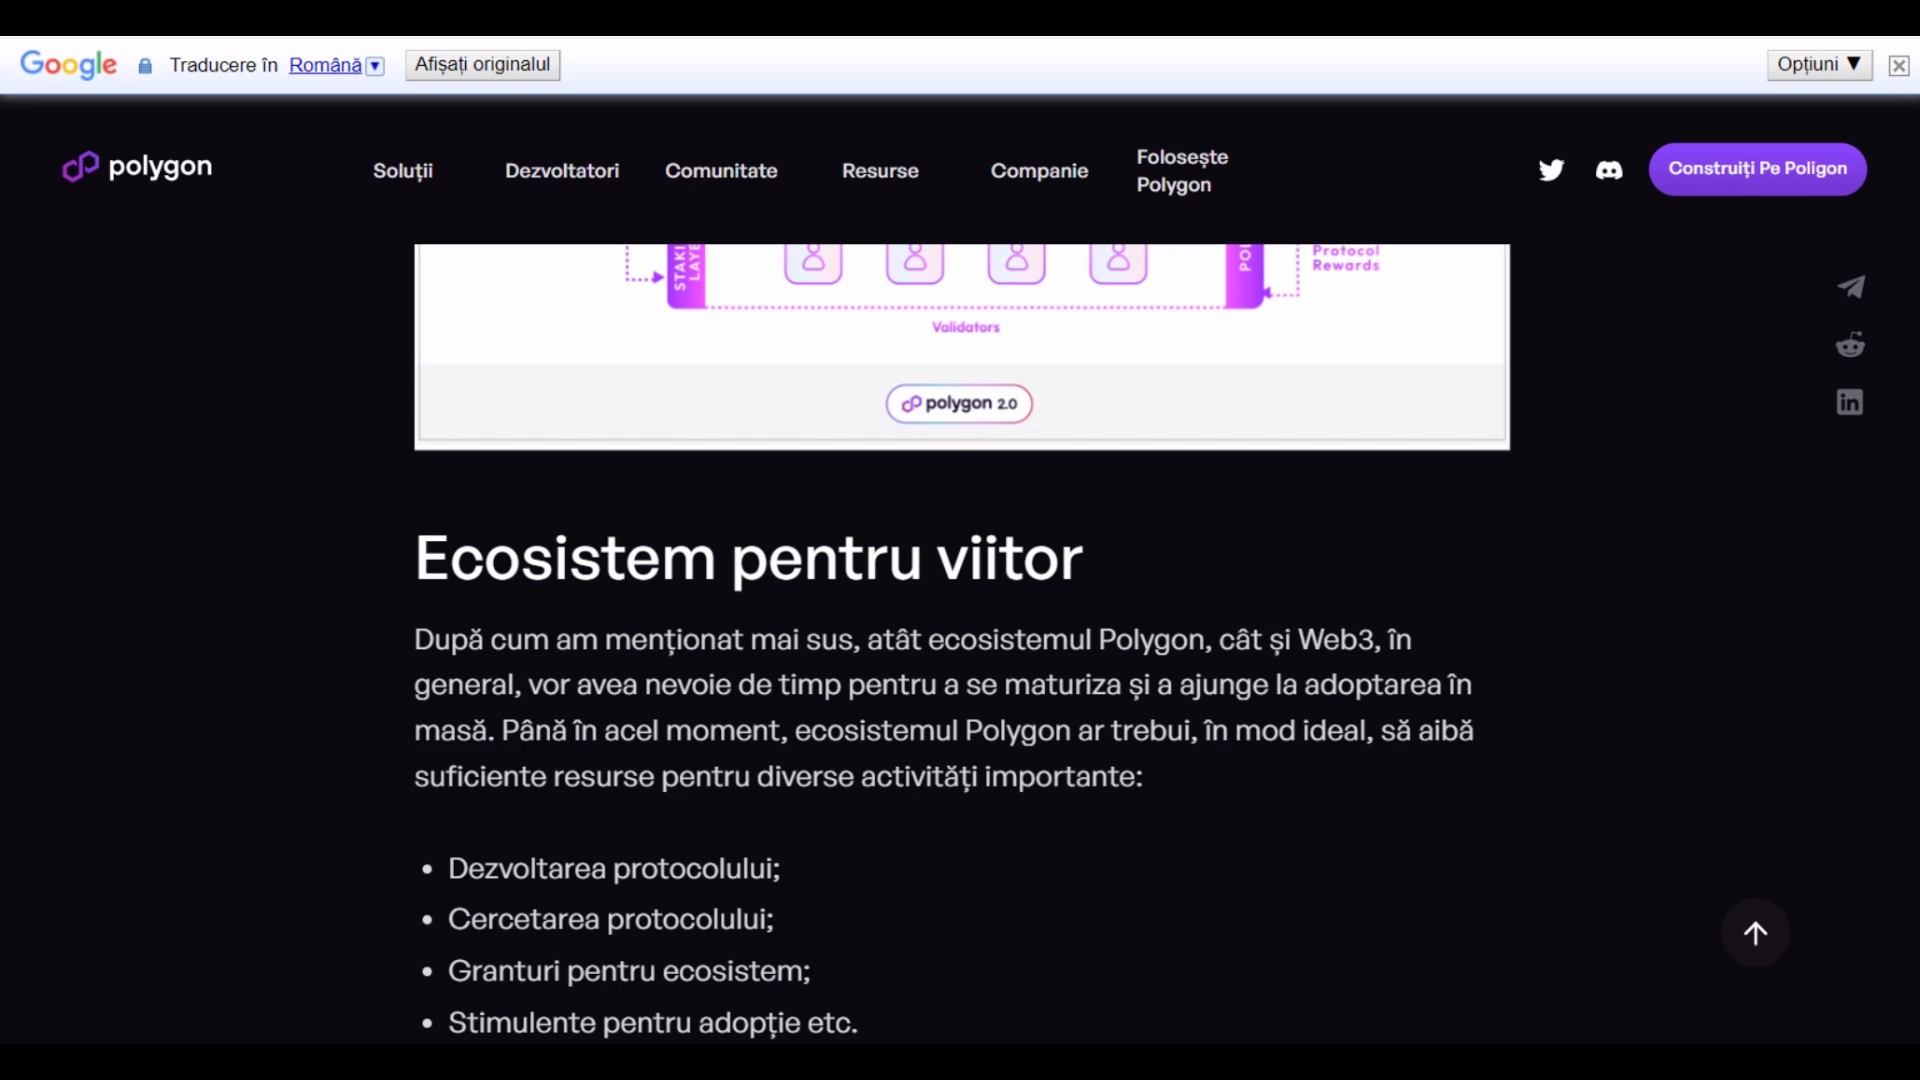 Google Traducere în Română Afișați originalul Opțiuni ▼
polygon Soluții Dezvoltatori Comunitate Resurse Companie Folosește
Polygon Construiți Pe Poligon
Protocol
Rewards
STAKI
LAYE
Validators
polygon 2.0
Ecosistem pentru viitor
După cum am menționat mai sus, atât ecosistemul Polygon, cât și Web3, în
general, vor avea nevoie de timp pentru a se maturiza și a ajunge la adoptarea în
masă. Până în acel moment, ecosistemul Polygon ar trebui, în mod ideal, să aibă
suficiente resurse pentru diverse activități importante:
• Dezvoltarea protocolului;
• Cercetarea protocolului;
• Granturi pentru ecosistem;
• Stimulente pentru adopție etc.